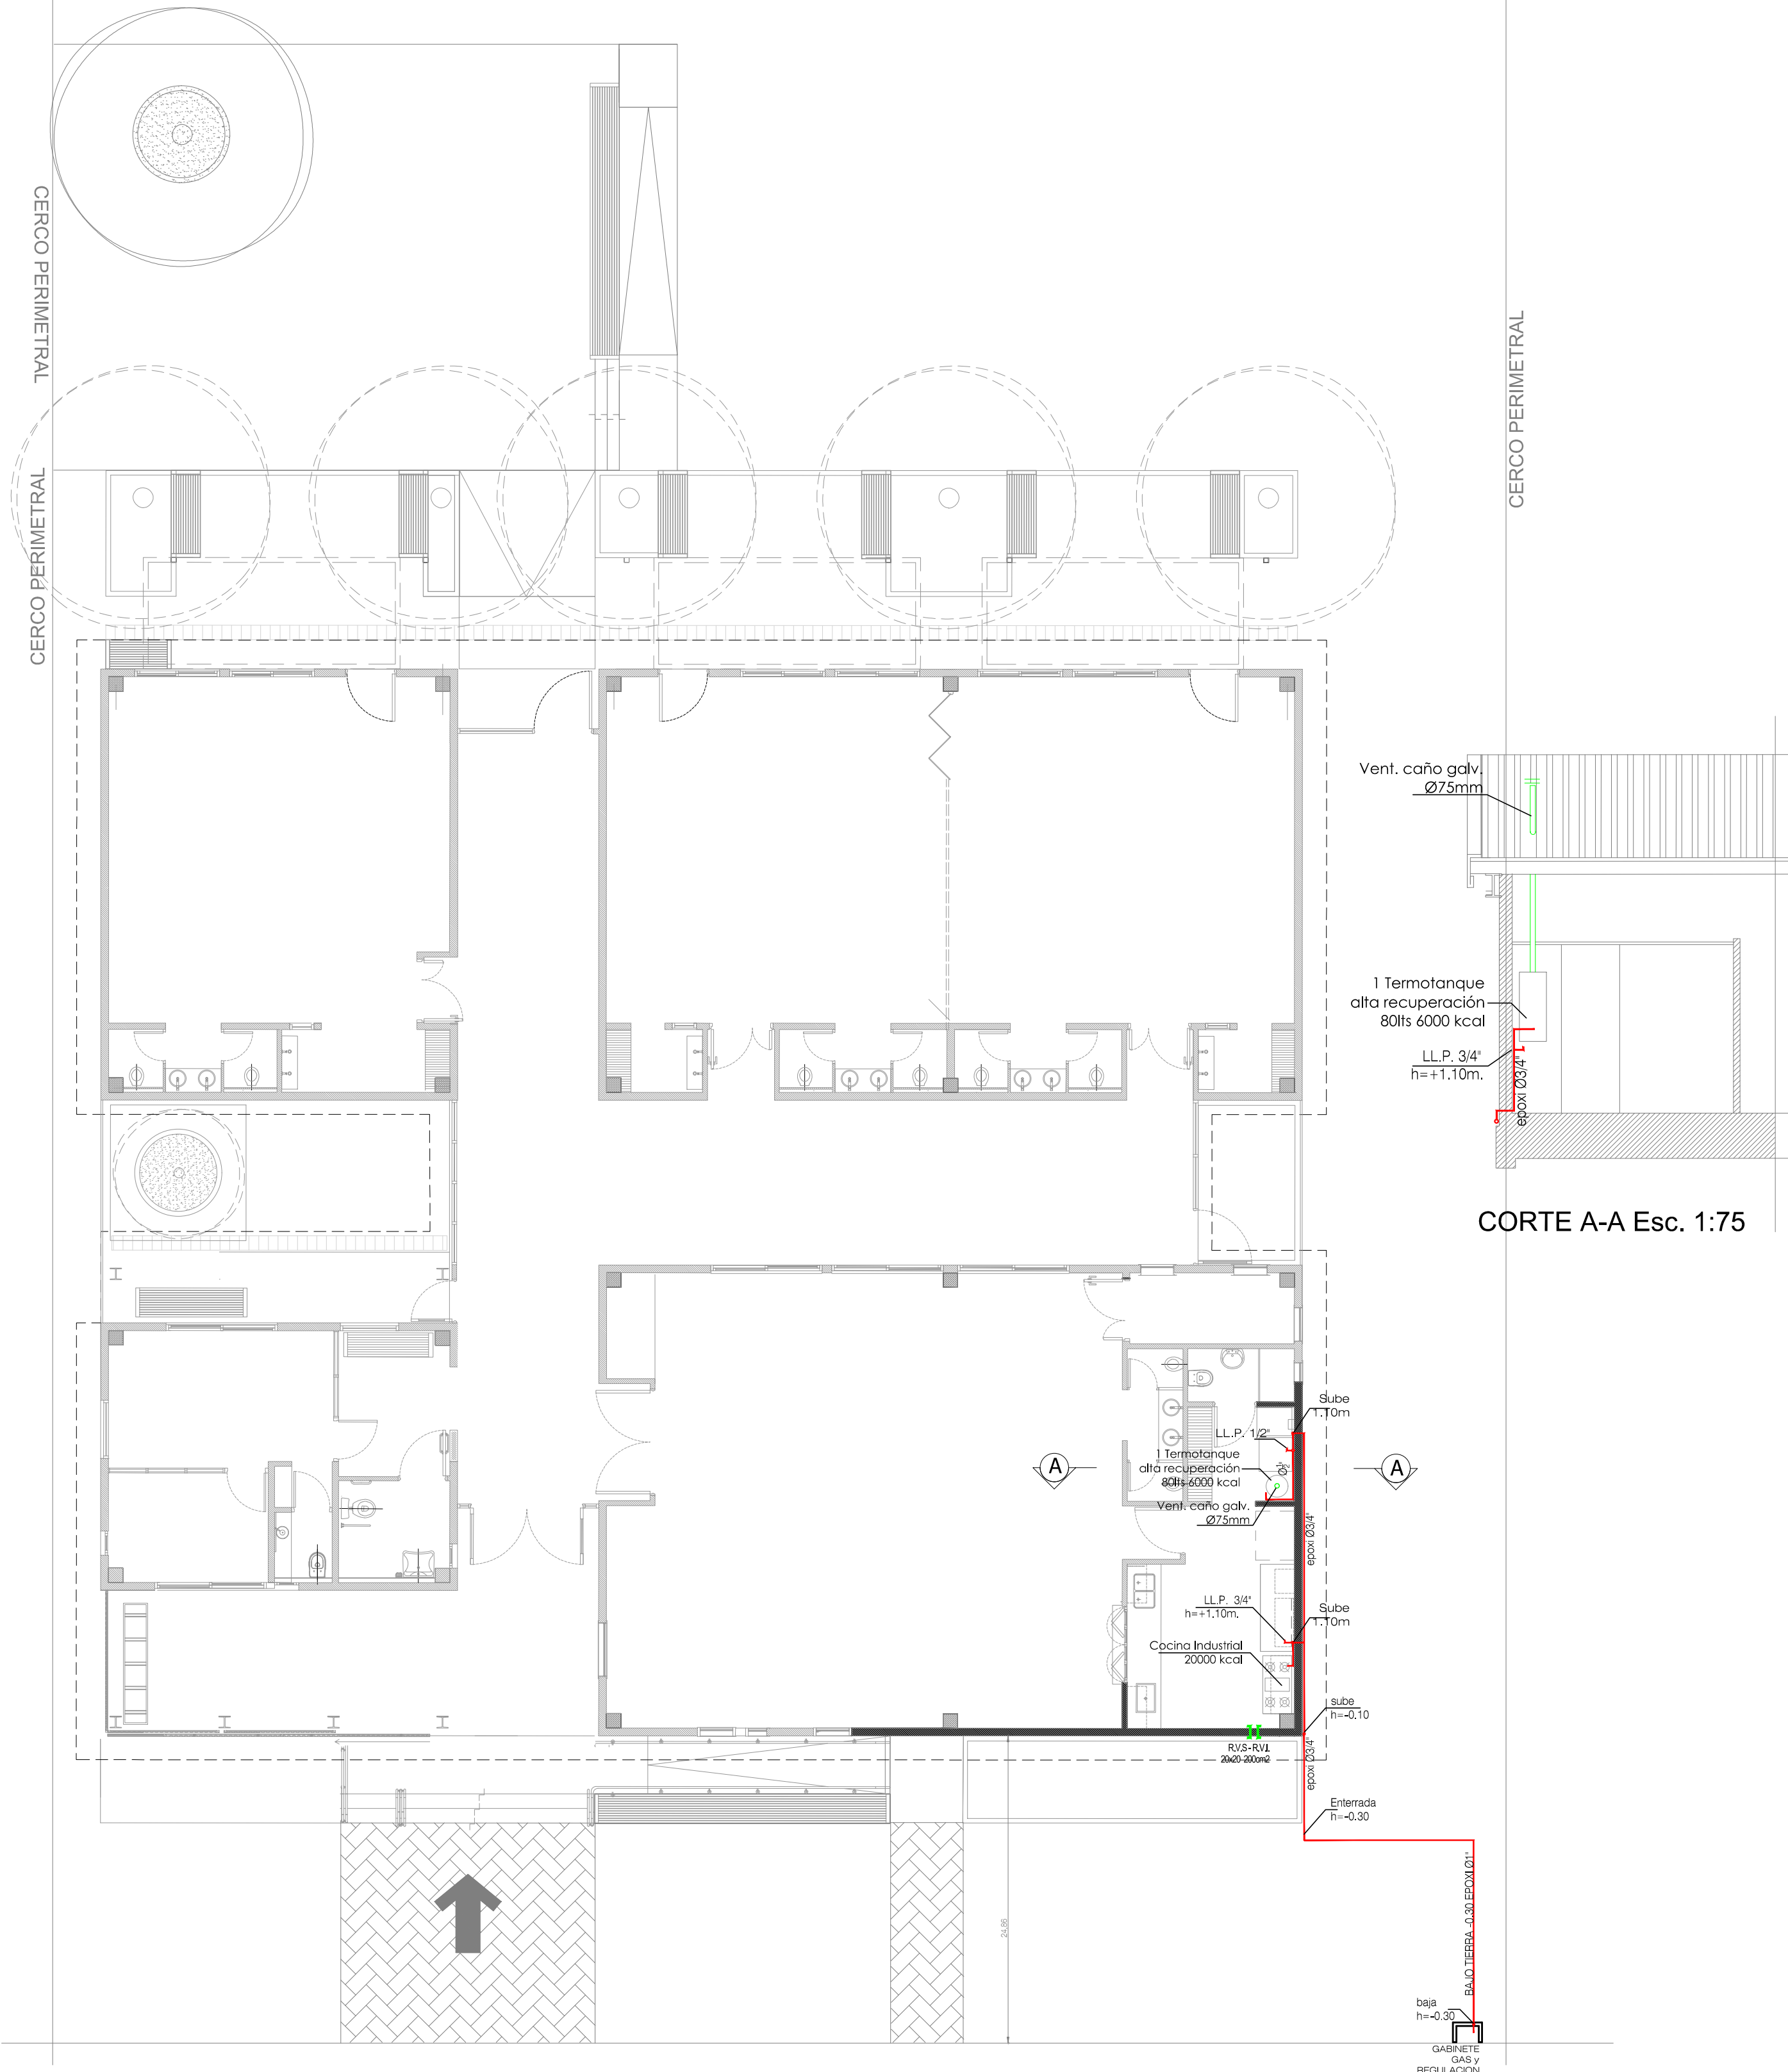 CERCO PERIMETRAL
CERCO PERIMETRAL
CERCO PERIMETRAL
Vent. caño galv.
Ø75mm
1 Termotanque
alta recuperación
80lts 6000 kcal
LL.P. 3/4"
h=+1.10m.
epoxi Ø3/4"
CORTE A-A Esc. 1:75
Sube
1.10m
LL.P. 1/2"
1 Termotanque
alta recuperación
80lts 6000 kcal
Vent. caño galv.
Ø75mm
A
A
epoxi Ø3/4"
LL.P. 3/4"
h=+1.10m.
Sube
1.10m
Cocina Industrial
20000 kcal
sube
h=-0.10
R.V.S-R.V.I.
20x20-200cm2
epoxi Ø3/4"
Enterrada
h=-0.30
24.86
BAJO TIERRA -0.30 EPOXI Ø1"
baja
h=-0.30
GABINETE
GAS y
REGULACION